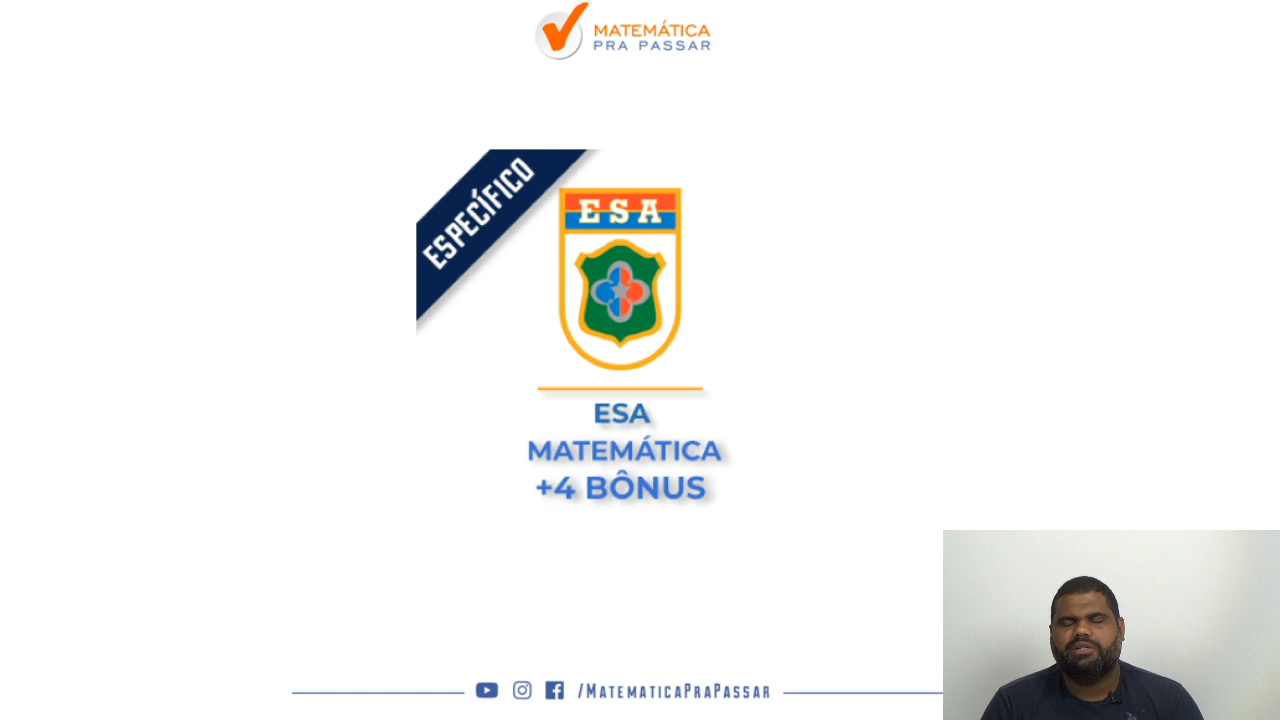 MATEMÁTICA
PRA PASSAR
ESPECÍFICO
ESA
ESA
MATEMÁTICA
+4 BÔNUS
/MATEMATICAPRAPASSAR